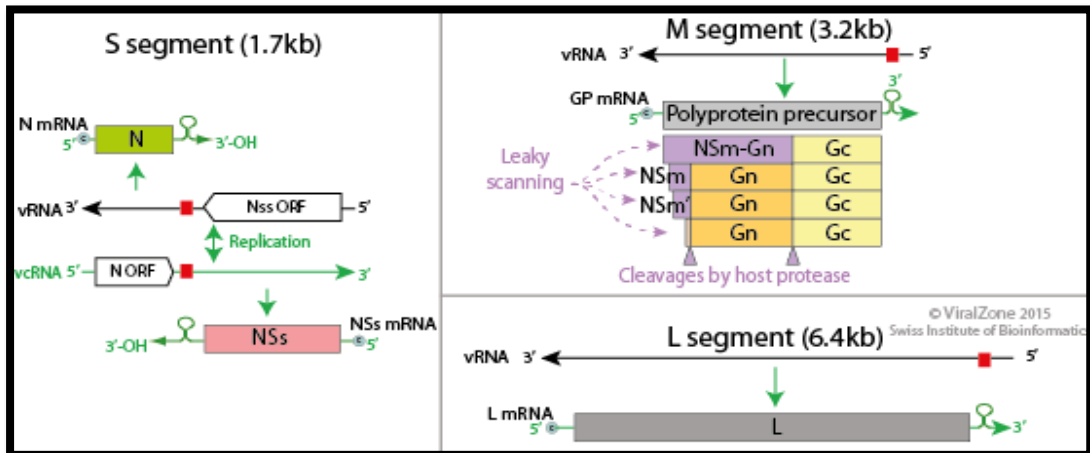 S segment (1.7kb)
N mRNA
5′ c N 3′-OH
vRNA 3′ Nss ORF 5′
Replication
vcRNA 5′ N ORF 3′
NSs mRNA
3′-OH NSs c 5′
M segment (3.2kb)
vRNA 3′ 5′
GP mRNA 3′
5′ c Polyprotein precursor
NSm-Gn Gc
Leaky
scanning
NSm Gn Gc
NSm′ Gn Gc
Gn Gc
Cleavages by host protease
© ViralZone 2015
Swiss Institute of Bioinformatic
L segment (6.4kb)
vRNA 3′ 5′
L mRNA
5′ c L 3′